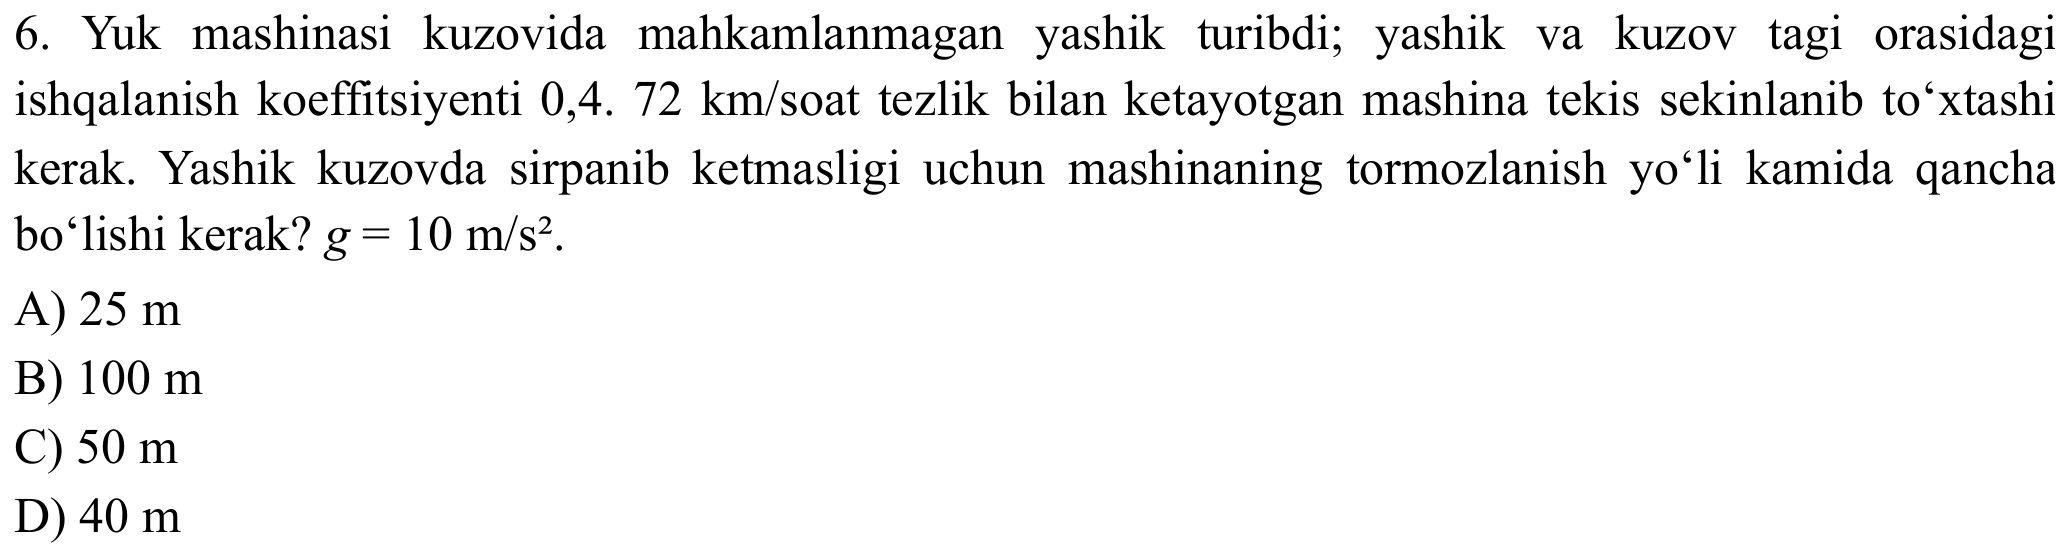 6. Yuk mashinasi kuzovida mahkamlanmagan yashik turibdi; yashik va kuzov tagi orasidagi
ishqalanish koeffitsiyenti 0,4. 72 km/soat tezlik bilan ketayotgan mashina tekis sekinlanib to‘xtashi
kerak. Yashik kuzovda sirpanib ketmasligi uchun mashinaning tormozlanish yo‘li kamida qancha
bo‘lishi kerak? g = 10 m/s².
A) 25 m
B) 100 m
C) 50 m
D) 40 m